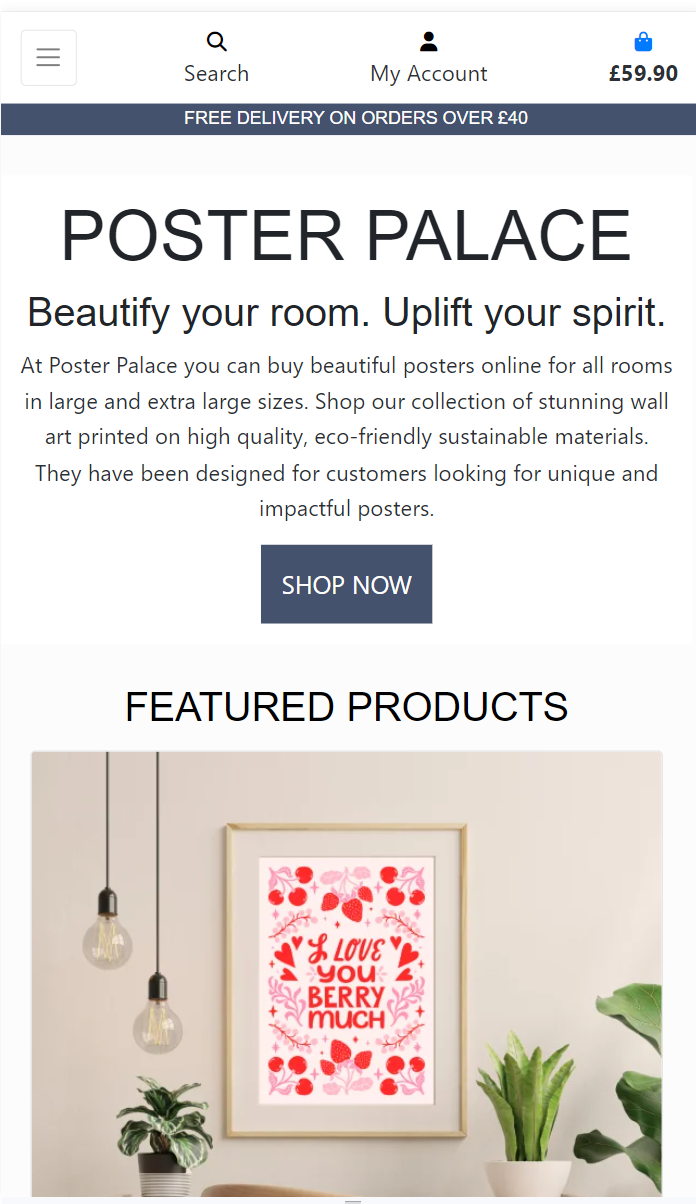 Search
My Account
£59.90
FREE DELIVERY ON ORDERS OVER £40
POSTER PALACE
Beautify your room. Uplift your spirit.
At Poster Palace you can buy beautiful posters online for all rooms
in large and extra large sizes. Shop our collection of stunning wall
art printed on high quality, eco-friendly sustainable materials.
They have been designed for customers looking for unique and
impactful posters.
SHOP NOW
FEATURED PRODUCTS
I LOVE
YOU
BERRY
MUCH